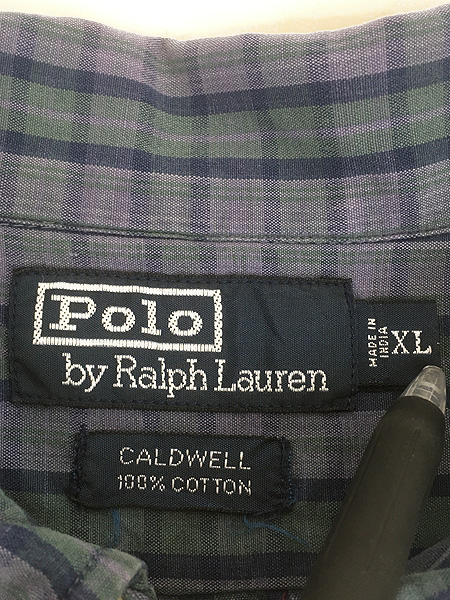 Polo
by Ralph Lauren
MADE IN
INDIA
XL
CALDWELL
100% COTTON